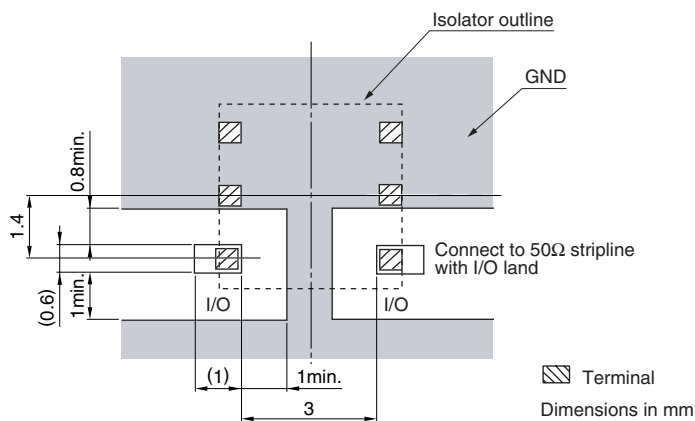 Isolator outline
GND
0.8min.
1.4
Connect to 50Ω stripline
with I/O land
(0.6)
1min.
I/O
I/O
(1)
1min.
3
Terminal
Dimensions in mm